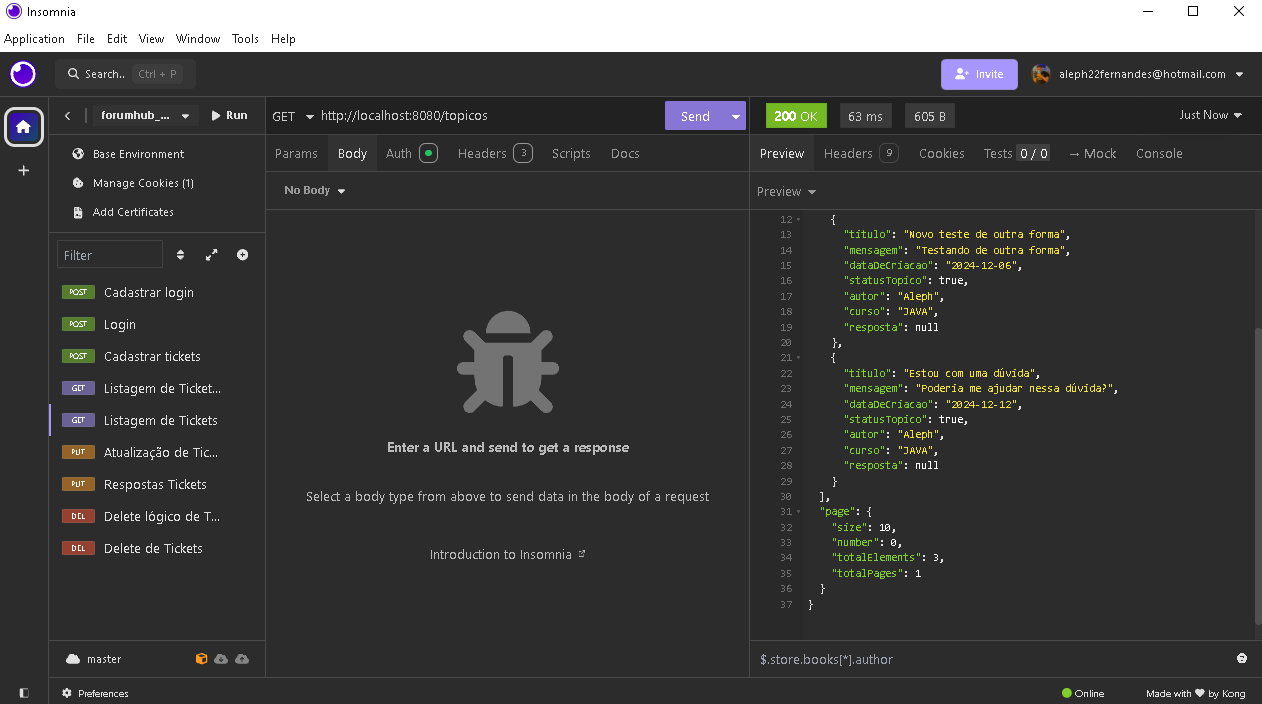 Insomnia
Application File Edit View Window Tools Help
Search.. Ctrl + P
Invite
aleph22fernandes@hotmail.com
forumhub_... Run
Base Environment
Manage Cookies (1)
Add Certificates
Filter
POST Cadastrar login
POST Login
POST Cadastrar tickets
GET Listagem de Ticket...
GET Listagem de Tickets
PUT Atualização de Tic...
PUT Respostas Tickets
DEL Delete lógico de T...
DEL Delete de Tickets
master
Preferences
GET http://localhost:8080/topicos Send
Params Body Auth Headers 3 Scripts Docs
No Body
Enter a URL and send to get a response
Select a body type from above to send data in the body of a request
Introduction to Insomnia
200 OK 63 ms 605 B Just Now
Preview Headers 9 Cookies Tests 0 / 0 → Mock Console
Preview
12 {
13 "titulo": "Novo teste de outra forma",
14 "mensagem": "Testando de outra forma",
15 "dataDeCriacao": "2024-12-06",
16 "statusTopico": true,
17 "autor": "Aleph",
18 "curso": "JAVA",
19 "resposta": null
20 },
21 {
22 "titulo": "Estou com uma dúvida",
23 "mensagem": "Poderia me ajudar nessa dúvida?",
24 "dataDeCriacao": "2024-12-12",
25 "statusTopico": true,
26 "autor": "Aleph",
27 "curso": "JAVA",
28 "resposta": null
29 }
30 ],
31 "page": {
32 "size": 10,
33 "number": 0,
34 "totalElements": 3,
35 "totalPages": 1
36 }
37 }
$.store.books[*].author
Online
Made with ♥ by Kong